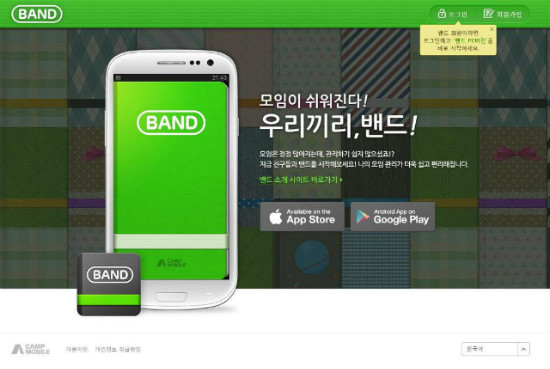 BAND
로그인
회원가입
밴드 회원이라면
로그인하고 '밴드 PC버전'을
바로 시작하세요.
21:43
BAND
CAMP
MOBILE
BAND
모임이 쉬워진다!
우리끼리, 밴드!
모임은 점점 많아지는데, 관리하기 쉽지 않으셨죠!?
지금 친구들과 밴드를 시작해보세요! 나의 모임 관리가 더욱 쉽고 편리해집니다.
밴드 소개 사이트 바로가기
Available on the
App Store
Android App on
Google Play
CAMP
MOBILE
이용약관 개인정보 취급방침
한국어